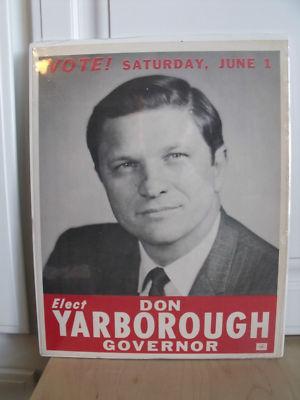 VOTE! SATURDAY, JUNE 1
Elect DON
YARBOROUGH
GOVERNOR